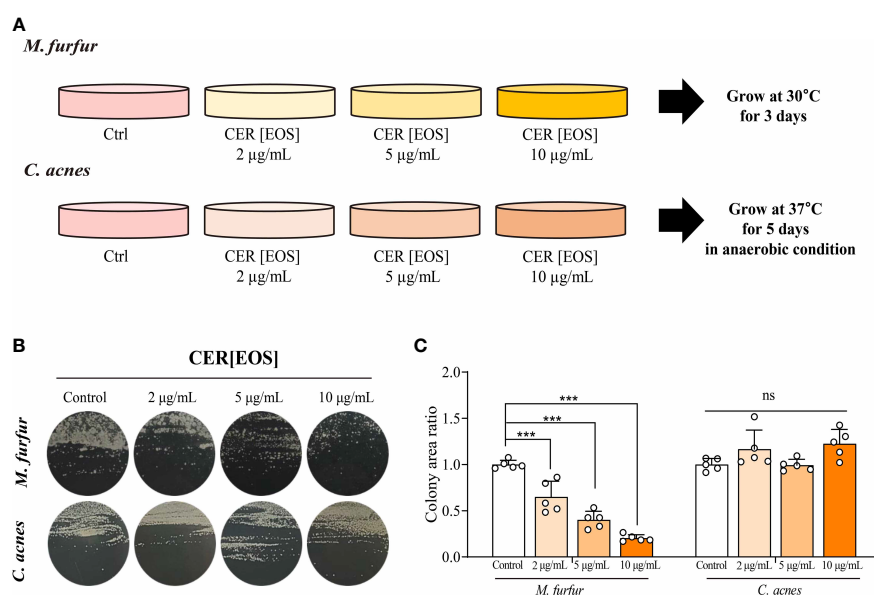 A
M. furfur
Ctrl
CER [EOS]
2 µg/mL
CER [EOS]
5 µg/mL
CER [EOS]
10 µg/mL
Grow at 30°C
for 3 days
C. acnes
Ctrl
CER [EOS]
2 µg/mL
CER [EOS]
5 µg/mL
CER [EOS]
10 µg/mL
Grow at 37°C
for 5 days
in anaerobic condition
B
CER[EOS]
Control 2 µg/mL 5 µg/mL 10 µg/mL
M. furfur
C. acnes
C
Colony area ratio
2.0
1.5
1.0
0.5
0.0
***
***
***
ns
Control 2 µg/mL 5 µg/mL 10 µg/mL
M. furfur
Control 2 µg/mL 5 µg/mL 10 µg/mL
C. acnes